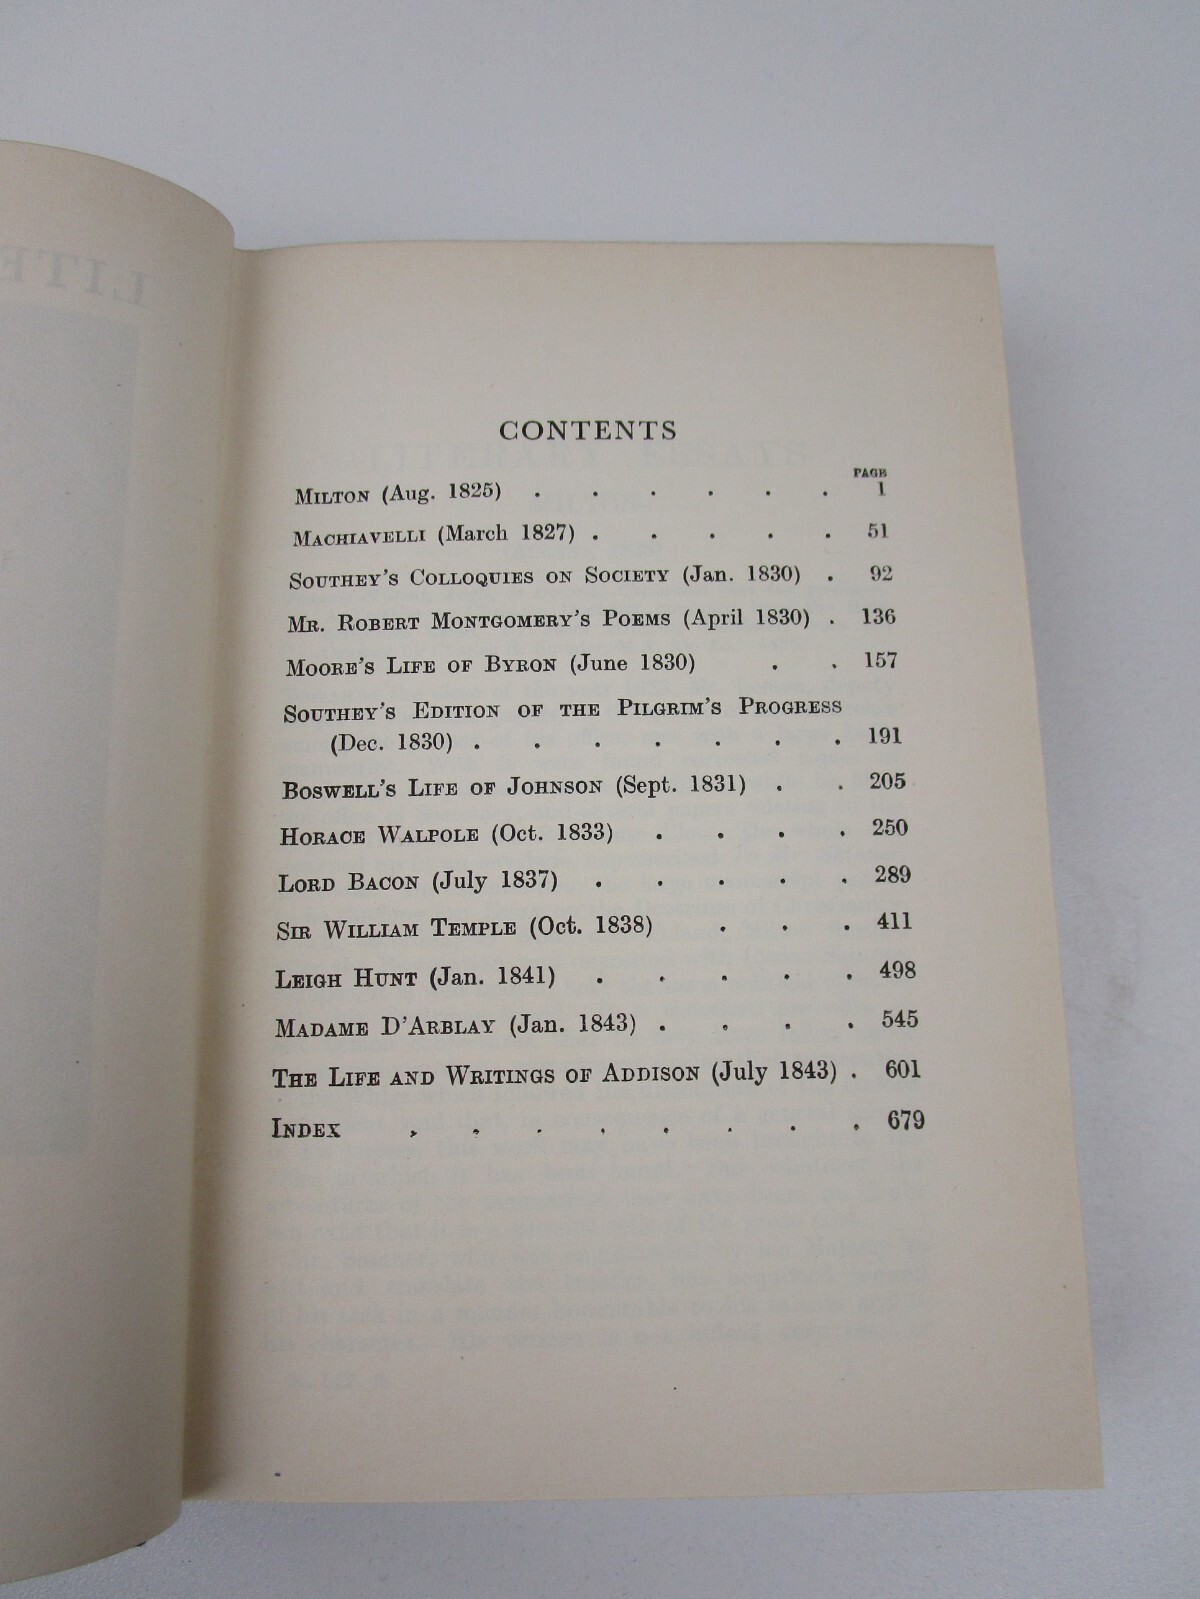 CONTENTS
PAGE
MILTON (Aug. 1825) . . . . . . 1
MACHIAVELLI (March 1827) . . . . . 51
SOUTHEY'S COLLOQUIES ON SOCIETY (Jan. 1830) . 92
MR. ROBERT MONTGOMERY'S POEMS (April 1830) . 136
MOORE'S LIFE OF BYRON (June 1830) . . 157
SOUTHEY'S EDITION OF THE PILGRIM'S PROGRESS
(Dec. 1830) . . . . . . . 191
BOSWELL'S LIFE OF JOHNSON (Sept. 1831) . . 205
HORACE WALPOLE (Oct. 1833) . . . . 250
LORD BACON (July 1837) . . . . . 289
SIR WILLIAM TEMPLE (Oct. 1838) . . . 411
LEIGH HUNT (Jan. 1841) . . . . . 498
MADAME D'ARBLAY (Jan. 1843) . . . . 545
THE LIFE AND WRITINGS OF ADDISON (July 1843) . 601
INDEX . . . . . . . . 679